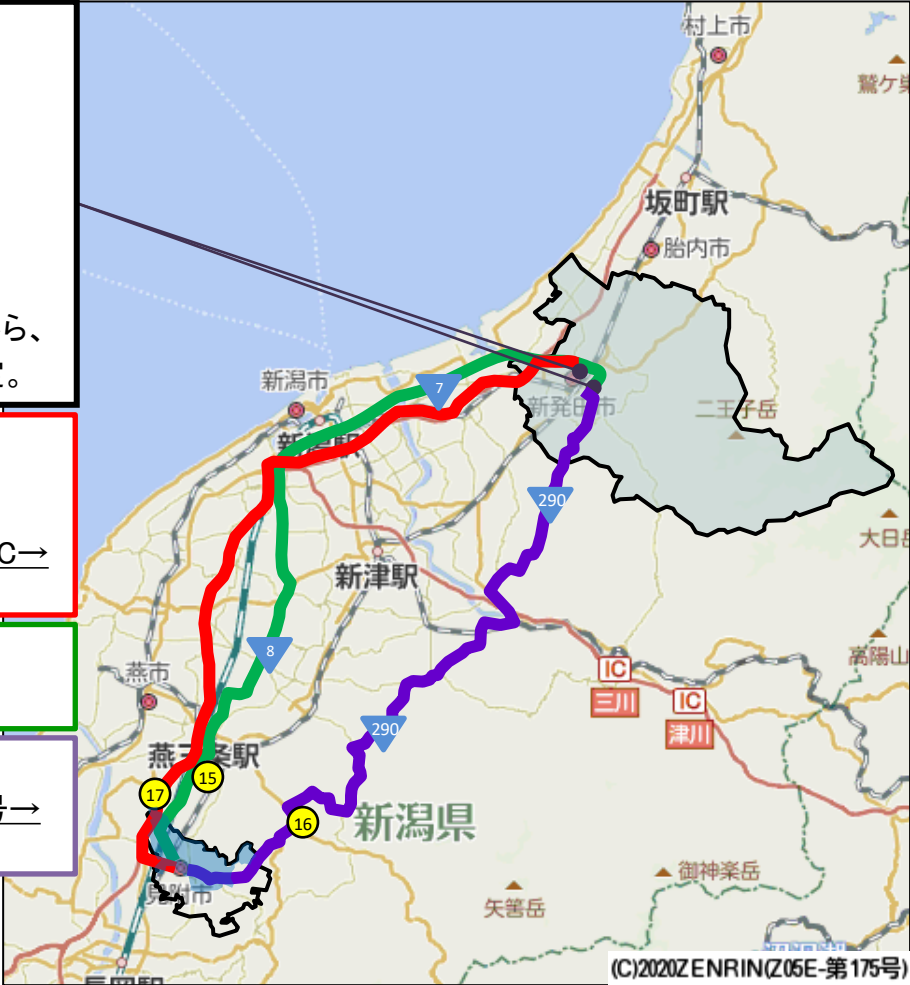 村上市
坂町駅
胎内市
ら、
。
新潟市
7
新潟駅
新発田市
二王子岳
290
C→
新津駅
大日岳
8
高陽山
IC
三川
IC
津川
燕市
290
燕三条駅
15
17
号→
16
新潟県
御神楽岳
矢筈岳
見附市
長岡駅
(C)2020ZENRIN(Z05E-第175号)